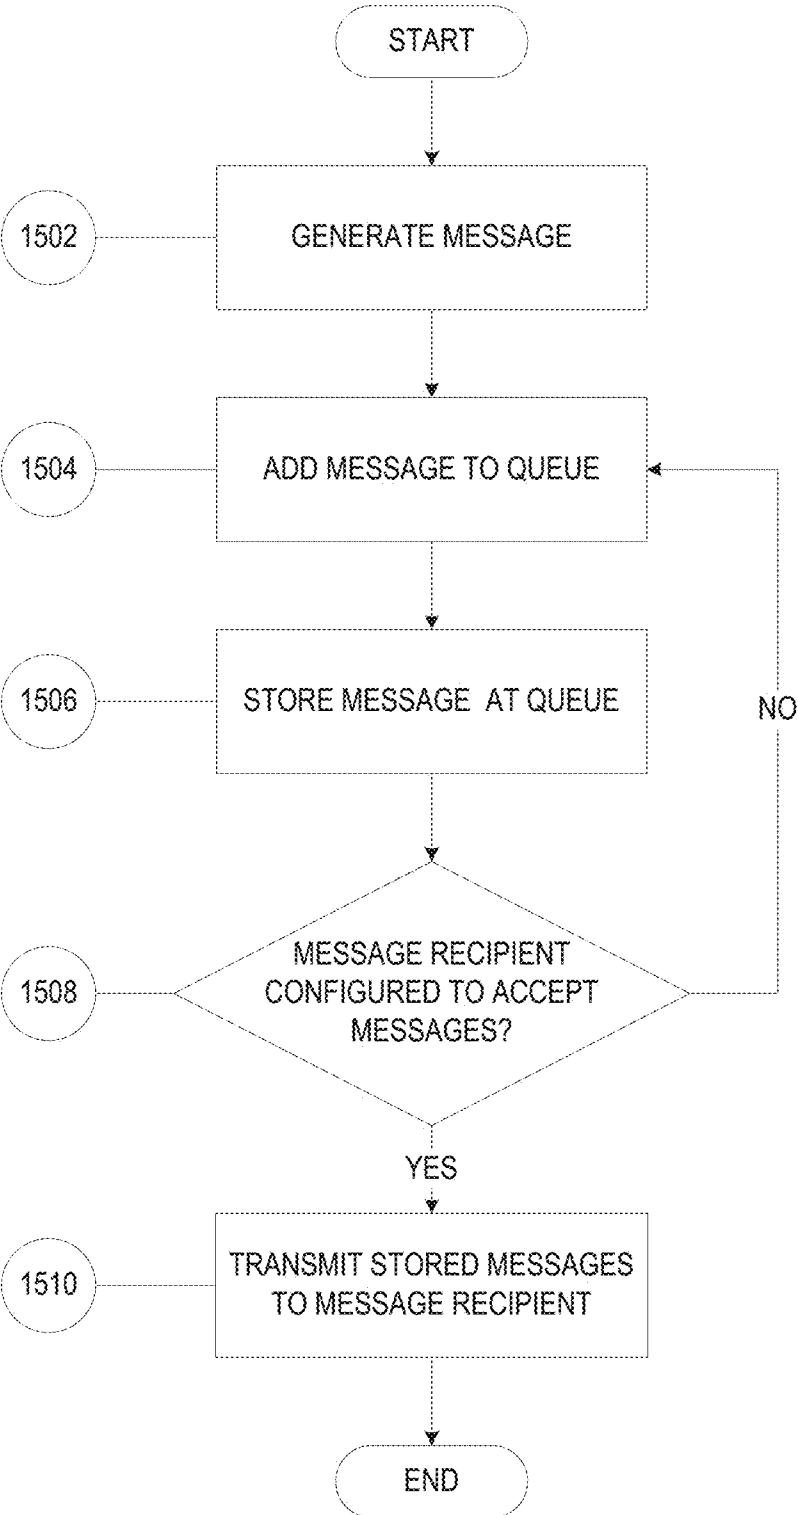 START
1502
GENERATE MESSAGE
1504
ADD MESSAGE TO QUEUE
1506
STORE MESSAGE AT QUEUE
NO
1508
MESSAGE RECIPIENT
CONFIGURED TO ACCEPT
MESSAGES?
YES
1510
TRANSMIT STORED MESSAGES
TO MESSAGE RECIPIENT
END